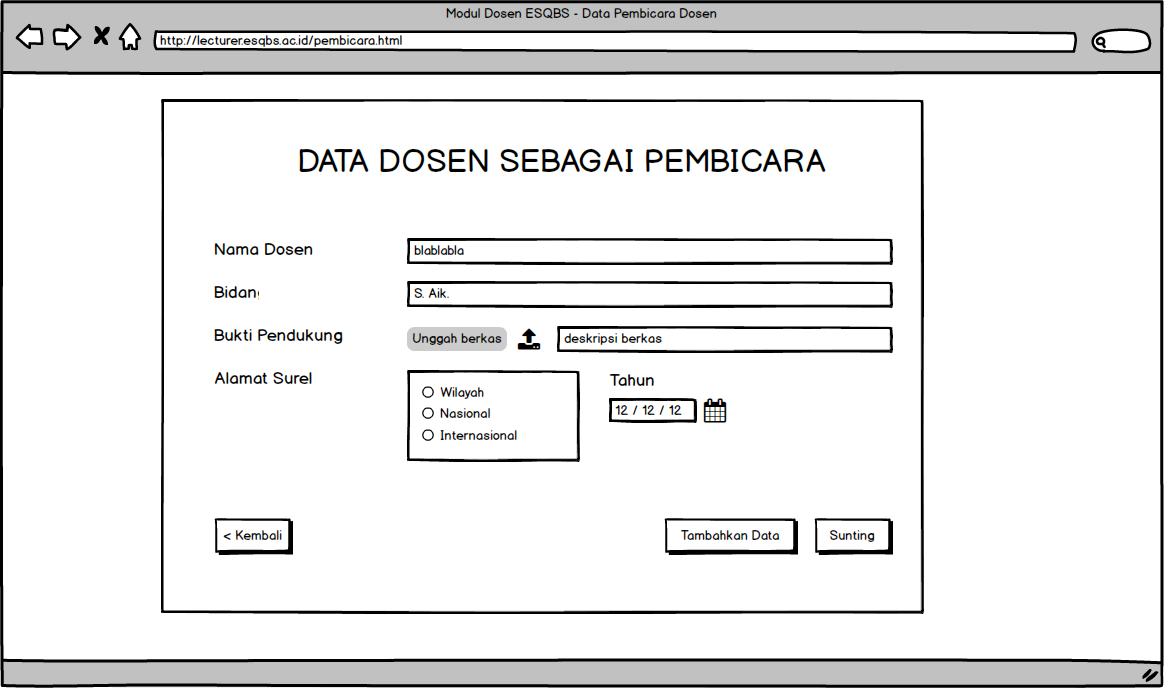 Modul Dosen ESQBS - Data Pembicara Dosen
http://lecturer.esqbs.ac.id/pembicara.html
DATA DOSEN SEBAGAI PEMBICARA
Nama Dosen
blablabla
Bidang
S. Aik.
Bukti Pendukung
Unggah berkas
deskripsi berkas
Alamat Surel
Wilayah
Nasional
Internasional
Tahun
12 / 12 / 12
< Kembali
Tambahkan Data
Sunting